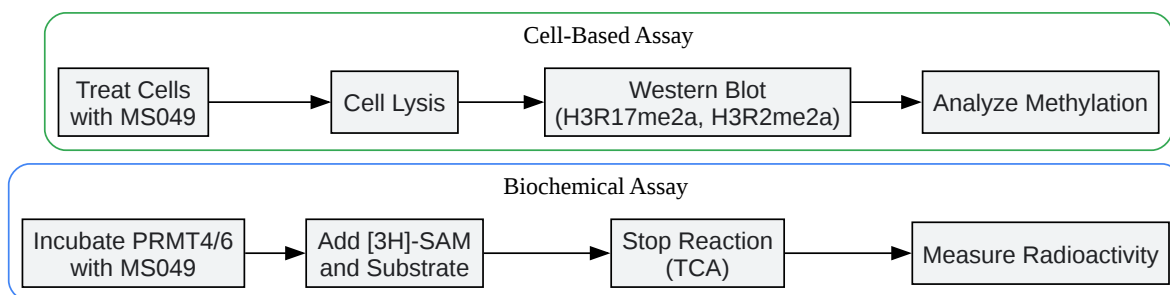 Cell-Based Assay
Treat Cells
with MS049
Cell Lysis
Western Blot
(H3R17me2a, H3R2me2a)
Analyze Methylation
Biochemical Assay
Incubate PRMT4/6
with MS049
Add [3H]-SAM
and Substrate
Stop Reaction
(TCA)
Measure Radioactivity